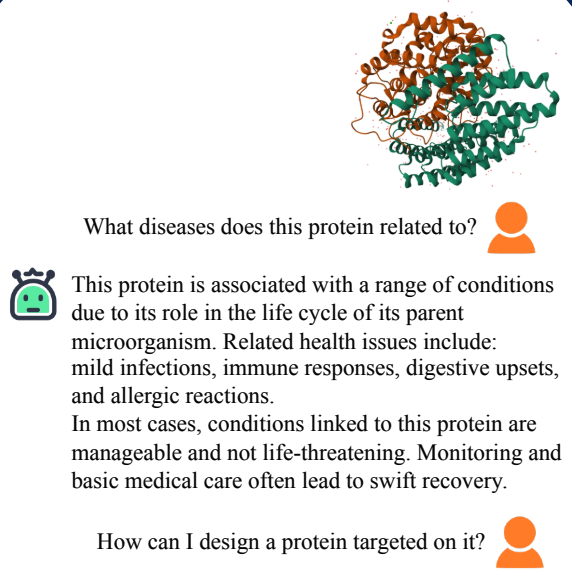 What diseases does this protein related to?
This protein is associated with a range of conditions
due to its role in the life cycle of its parent
microorganism. Related health issues include:
mild infections, immune responses, digestive upsets,
and allergic reactions.
In most cases, conditions linked to this protein are
manageable and not life-threatening. Monitoring and
basic medical care often lead to swift recovery.
How can I design a protein targeted on it?